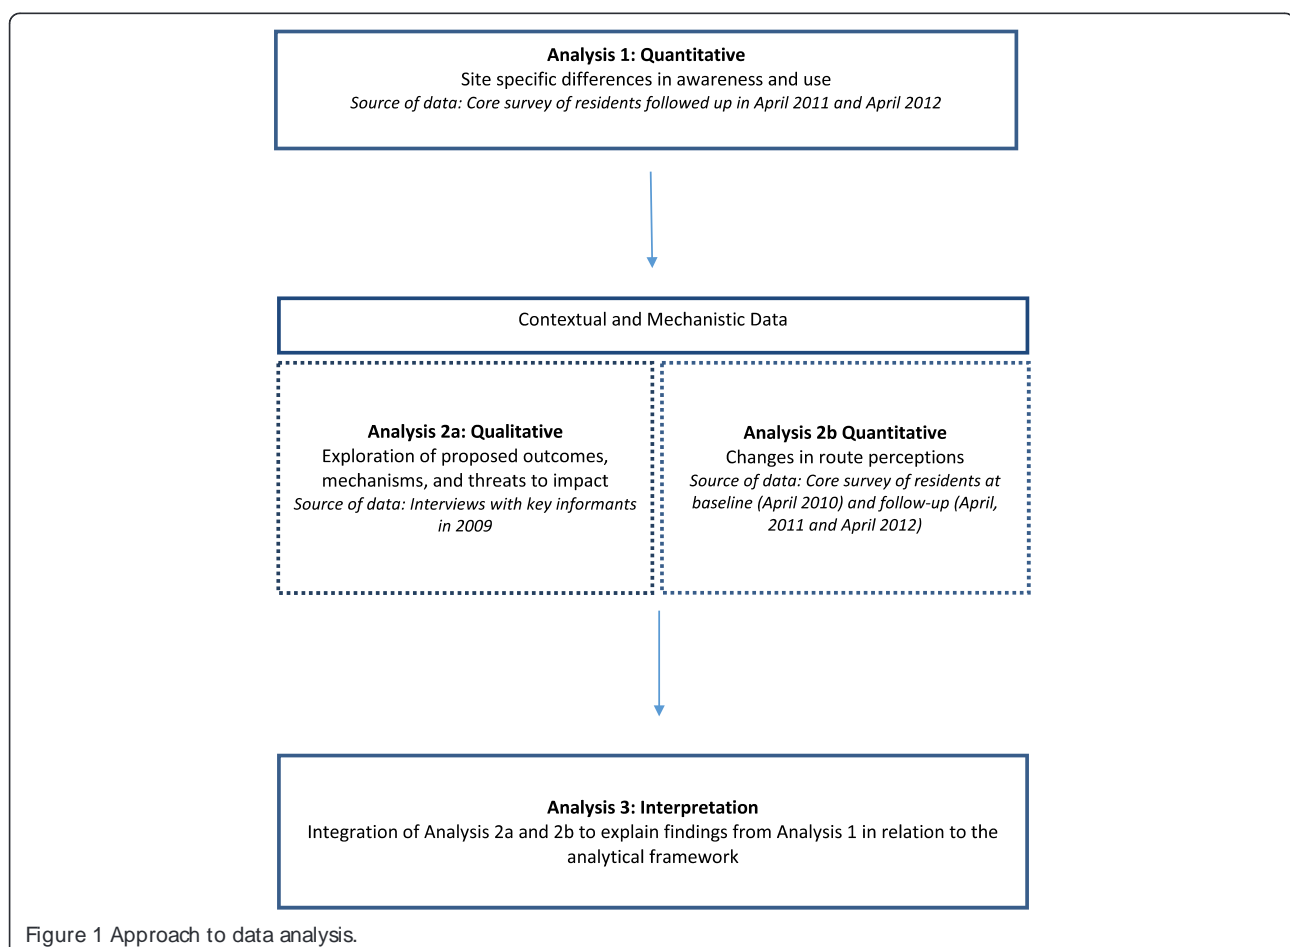 Analysis 1: Quantitative
Site specific differences in awareness and use
Source of data: Core survey of residents followed up in April 2011 and April 2012
Contextual and Mechanistic Data
Analysis 2a: Qualitative
Exploration of proposed outcomes,
mechanisms, and threats to impact
Source of data: Interviews with key informants
in 2009
Analysis 2b Quantitative
Changes in route perceptions
Source of data: Core survey of residents at
baseline (April 2010) and follow-up (April,
2011 and April 2012)
Analysis 3: Interpretation
Integration of Analysis 2a and 2b to explain findings from Analysis 1 in relation to the
analytical framework
Figure 1 Approach to data analysis.